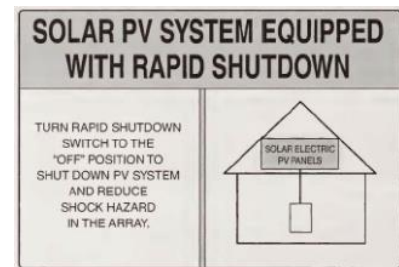 SOLAR PV SYSTEM EQUIPPED
WITH RAPID SHUTDOWN
TURN RAPID SHUTDOWN
SWITCH TO THE
"OFF" POSITION TO
SHUT DOWN PV SYSTEM
AND REDUCE
SHOCK HAZARD
IN THE ARRAY.
SOLAR ELECTRIC
PV PANELS